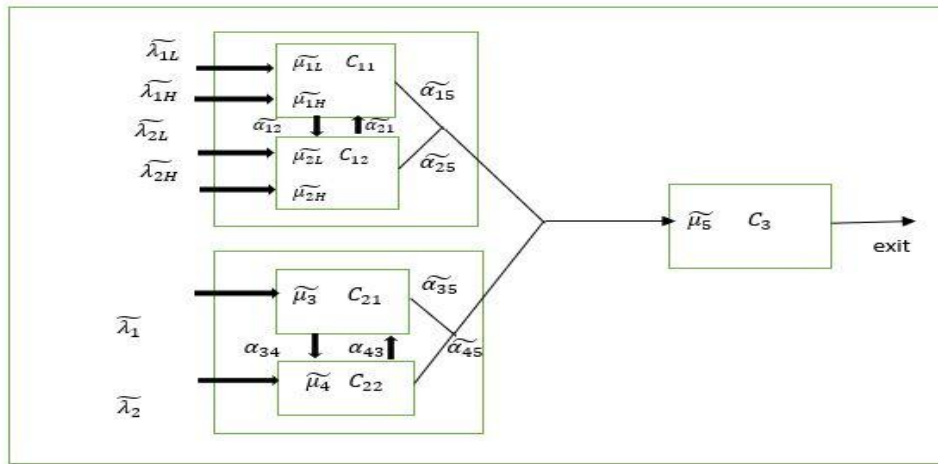 λ̃₁L
μ̃₁L C₁₁
λ̃₁H
μ̃₁H
α̃₁₅
α̃₁₂ α̃₂₁
λ̃₂L
μ̃₂L C₁₂
α̃₂₅
λ̃₂H
μ̃₂H
μ̃₅ C₃
exit
μ̃₃ C₂₁
α̃₃₅
λ̃₁
α₃₄ α₄₃ α̃₄₅
μ̃₄ C₂₂
λ̃₂